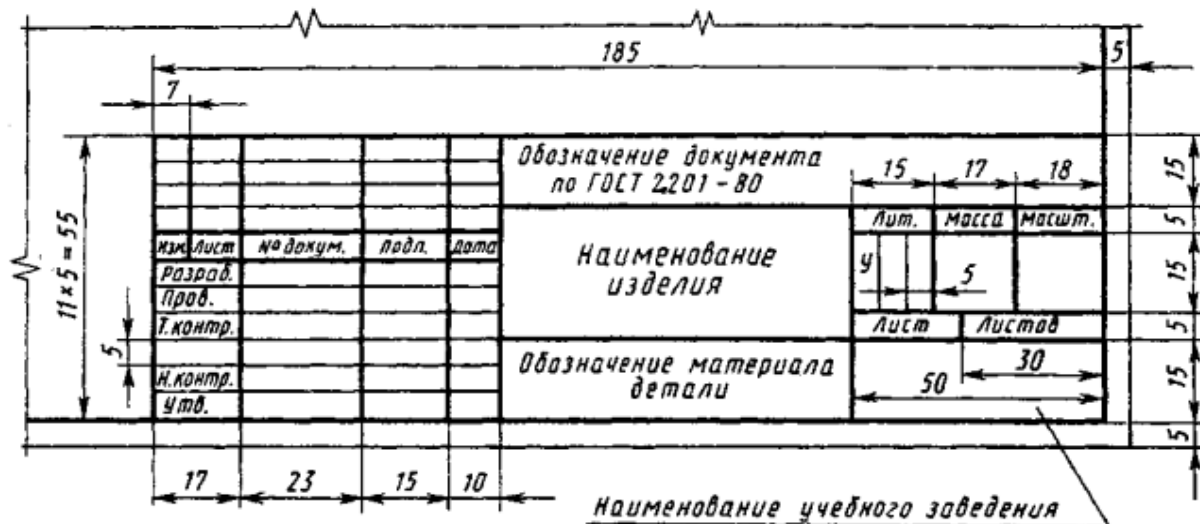 185
5
7
Обозначение документа
по ГОСТ 2.201 - 80
15
17
18
15
11 × 5 = 55
Лит.
Масса
Масшт.
5
Изм.
Лист
№ докум.
Подп.
Дата
Наименование
изделия
У
5
15
Разраб.
Пров.
Т.контр.
Лист
Листов
5
5
Обозначение материала
детали
30
50
15
Н.контр.
Утв.
5
17
23
15
10
Наименование учебного заведения